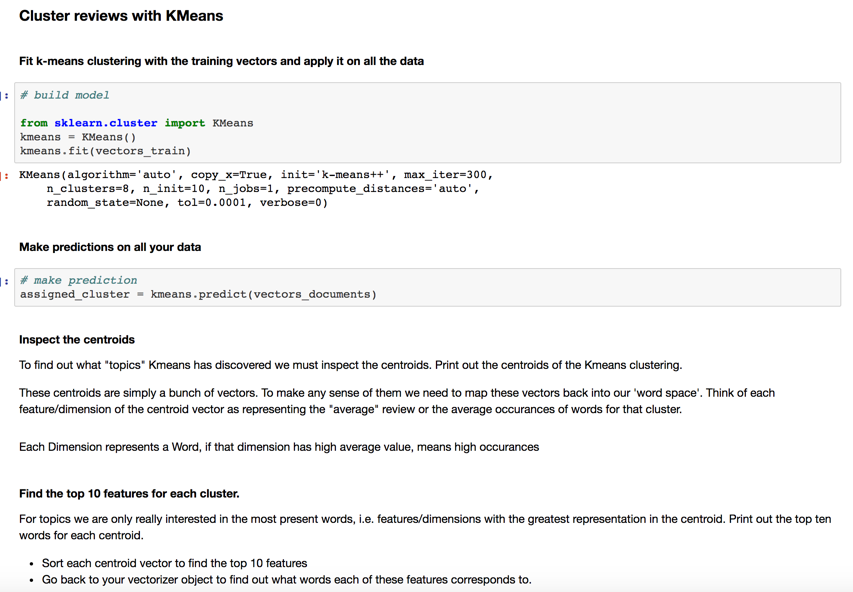 Cluster reviews with KMeans
Fit k-means clustering with the training vectors and apply it on all the data
]:
# build model
from sklearn.cluster import KMeans
kmeans = KMeans()
kmeans.fit(vectors_train)
]:
KMeans(algorithm='auto', copy_x=True, init='k-means++', max_iter=300,
n_clusters=8, n_init=10, n_jobs=1, precompute_distances='auto',
random_state=None, tol=0.0001, verbose=0)
Make predictions on all your data
]:
# make prediction
assigned_cluster = kmeans.predict(vectors_documents)
Inspect the centroids
To find out what "topics" Kmeans has discovered we must inspect the centroids. Print out the centroids of the Kmeans clustering.
These centroids are simply a bunch of vectors. To make any sense of them we need to map these vectors back into our 'word space'. Think of each
feature/dimension of the centroid vector as representing the "average" review or the average occurances of words for that cluster.
Each Dimension represents a Word, if that dimension has high average value, means high occurances
Find the top 10 features for each cluster.
For topics we are only really interested in the most present words, i.e. features/dimensions with the greatest representation in the centroid. Print out the top ten
words for each centroid.
• Sort each centroid vector to find the top 10 features
• Go back to your vectorizer object to find out what words each of these features corresponds to.